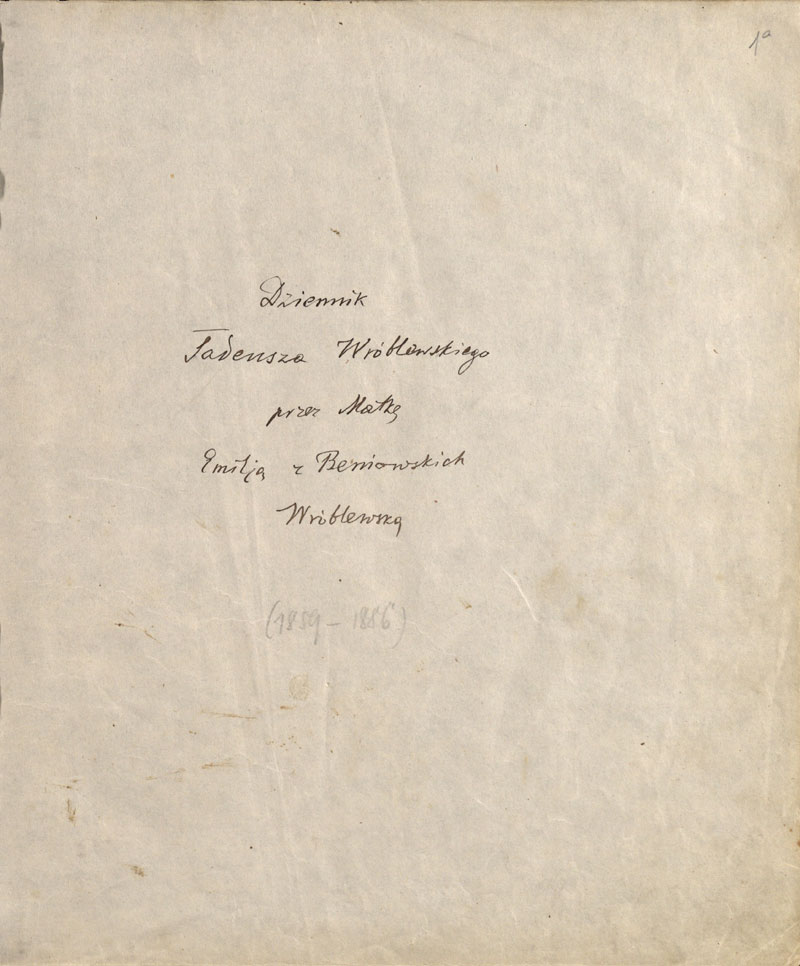 1a
Dziennik
Tadeusza Wróblewskiego
przez Matkę
Emilję z Beniowskich
Wróblewską
(1859 - 1886)